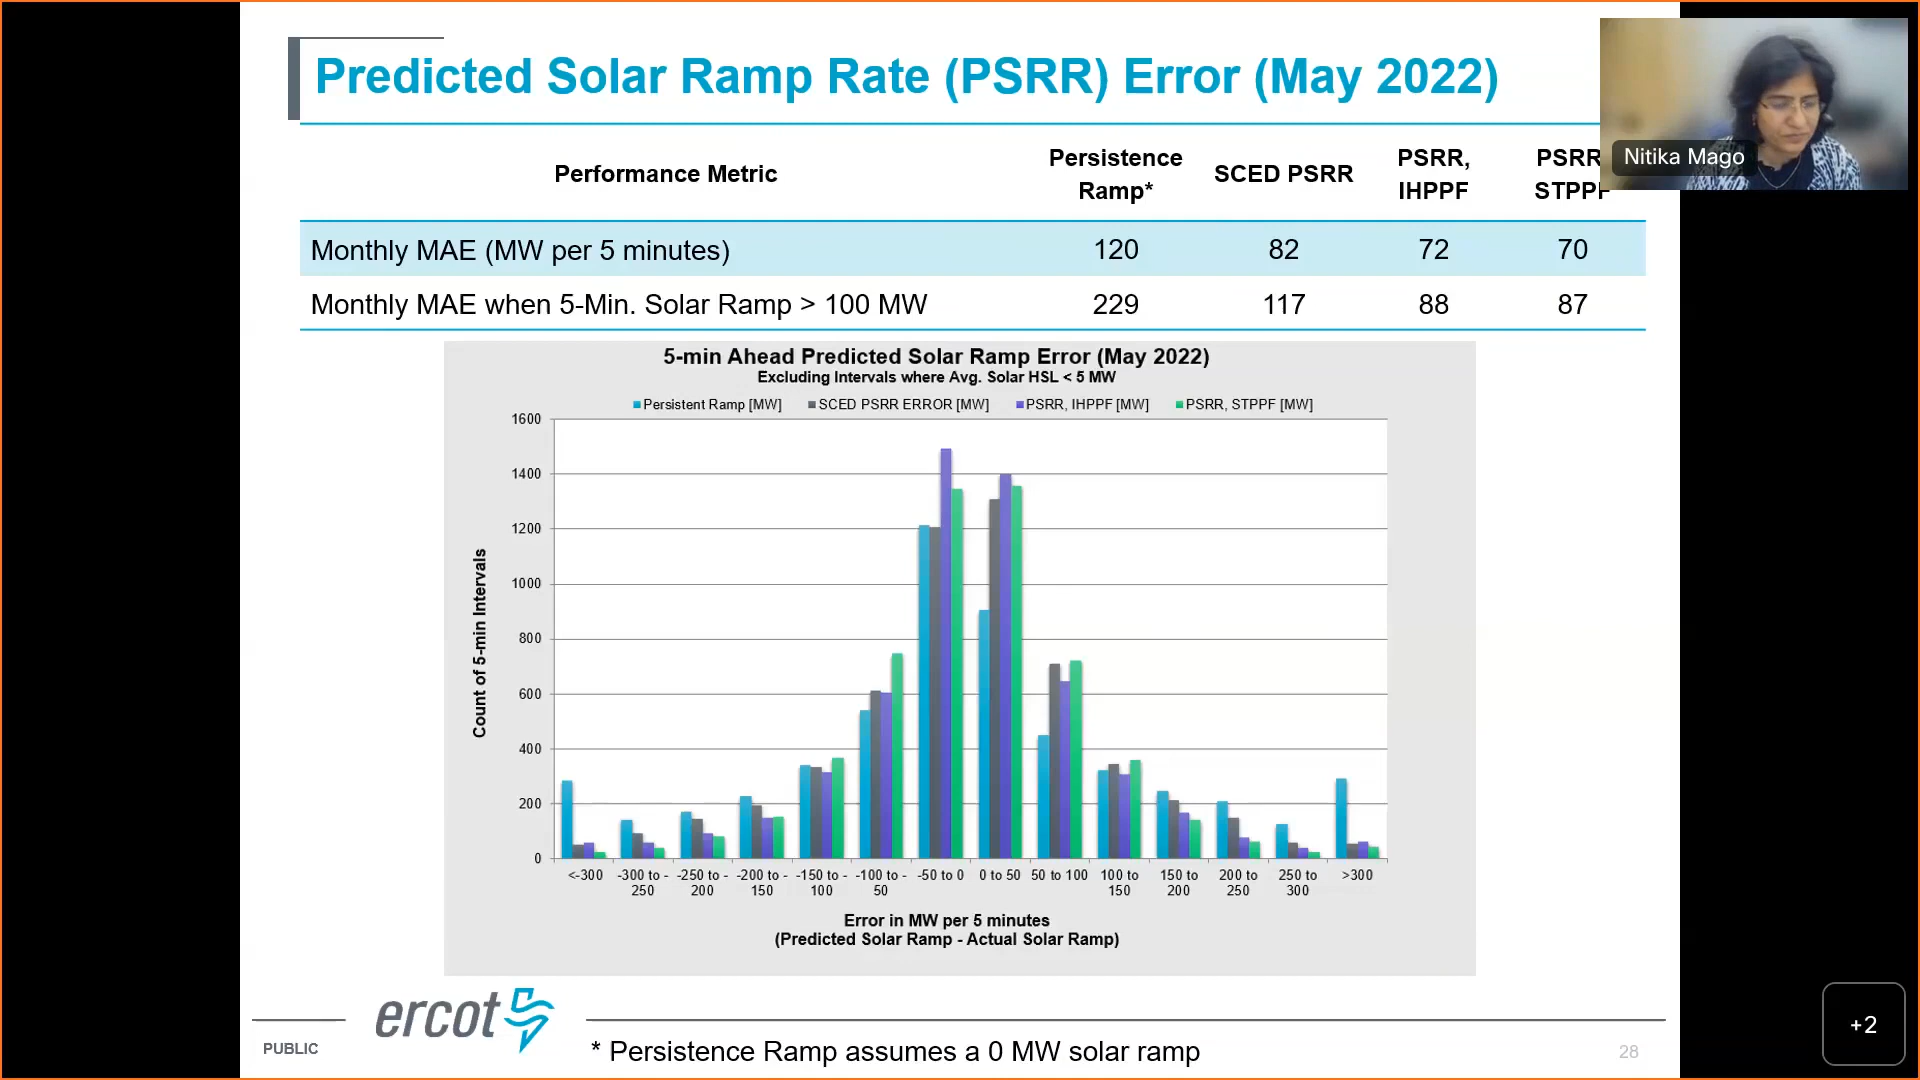 Predicted Solar Ramp Rate (PSRR) Error (May 2022)
Nitika Mago
Performance Metric
Persistence
Ramp*
SCED PSRR
PSRR,
IHPPF
PSRR
STPPF
Monthly MAE (MW per 5 minutes) 120 82 72 70
Monthly MAE when 5-Min. Solar Ramp > 100 MW 229 117 88 87
5-min Ahead Predicted Solar Ramp Error (May 2022)
Excluding Intervals where Avg. Solar HSL < 5 MW
Persistent Ramp [MW] SCED PSRR ERROR [MW] PSRR, IHPPF [MW] PSRR, STPPF [MW]
1600
1400
1200
1000
800
600
400
200
0
Count of 5-min Intervals
<-300 -300 to - -250 to - -200 to - -150 to - -100 to - -50 to 0 0 to 50 50 to 100 100 to 150 to 200 to 250 to >300
250 200 150 100 50 150 200 250 300
Error in MW per 5 minutes
(Predicted Solar Ramp - Actual Solar Ramp)
ercot
PUBLIC
* Persistence Ramp assumes a 0 MW solar ramp
28
+2